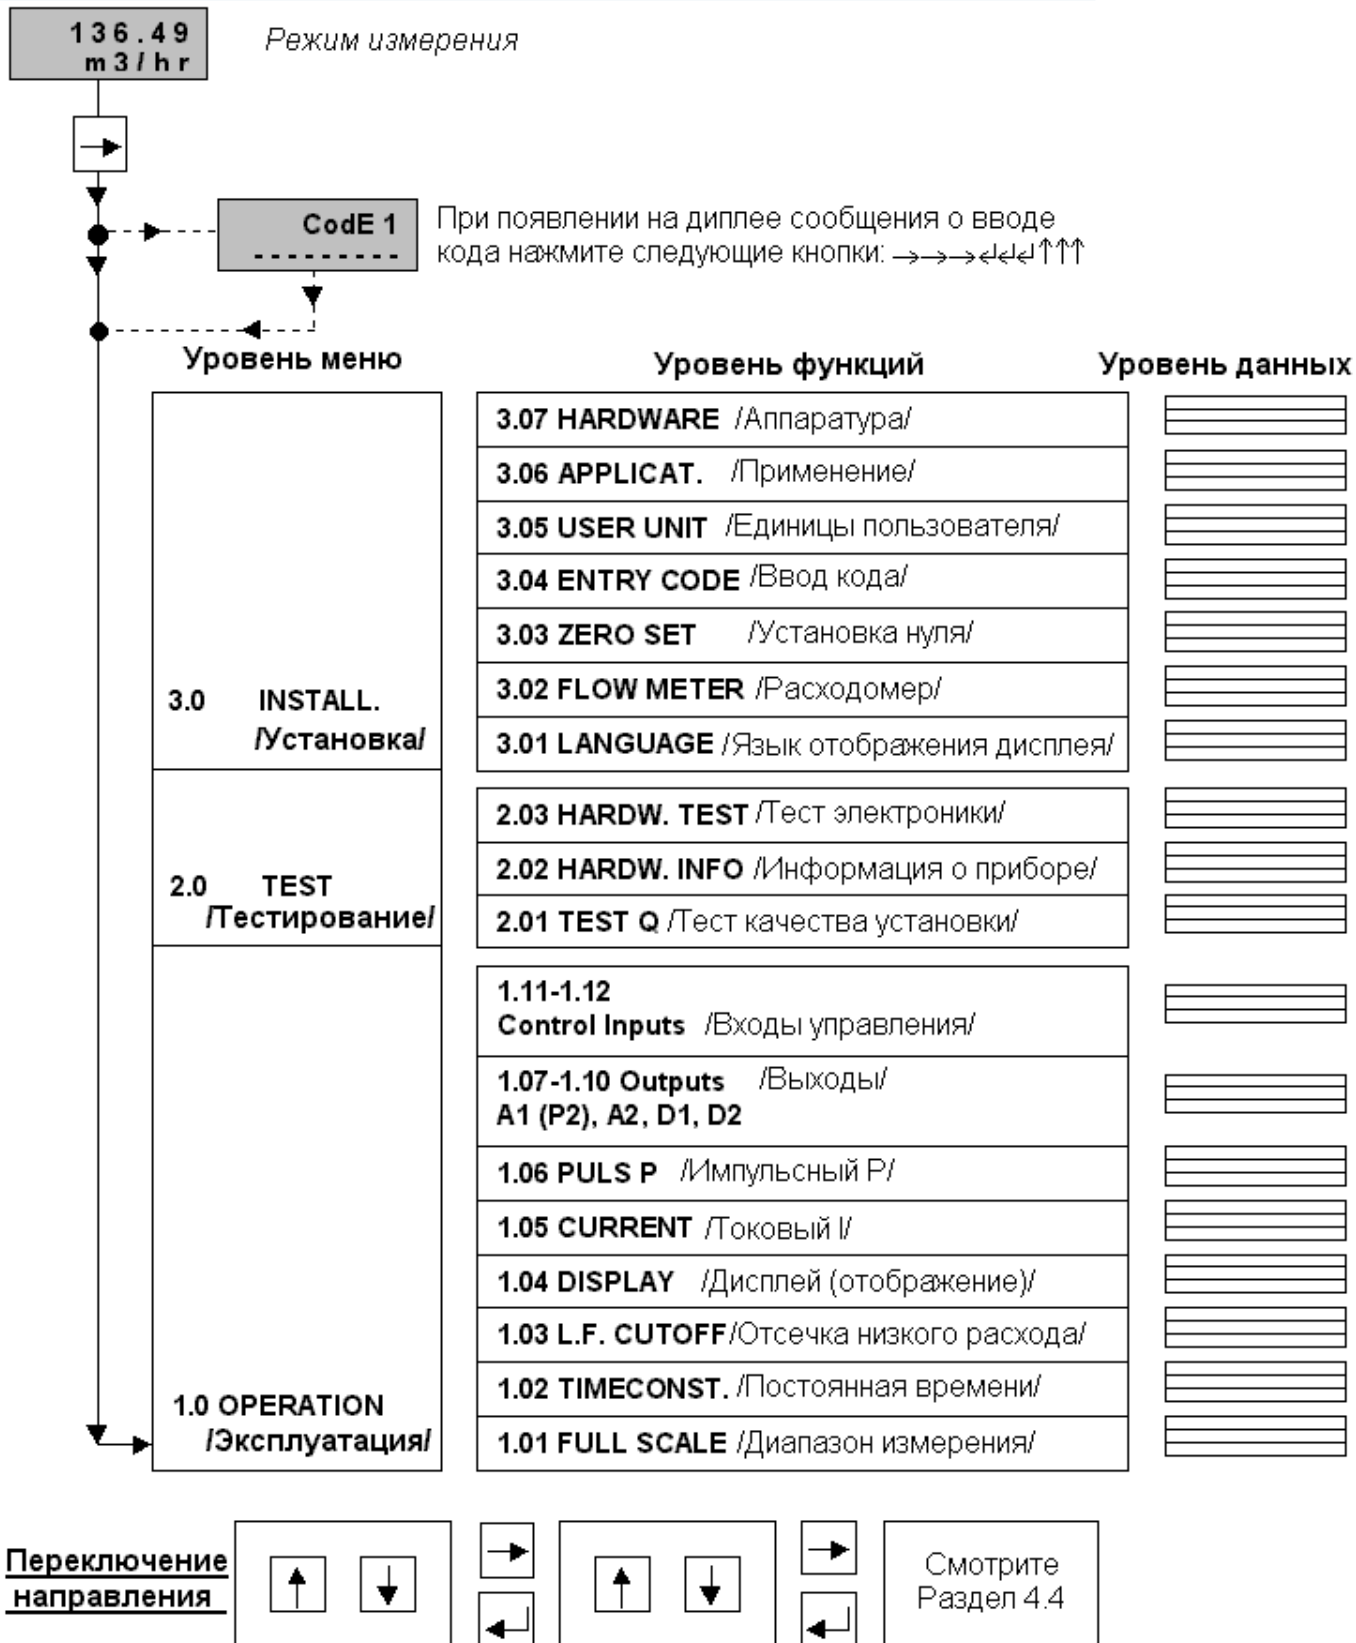 136.49
m3/hr
Режим измерения
CodE 1
---------
При появлении на диплее сообщения о вводе
кода нажмите следующие кнопки: →→→↲↲↲↑↑↑
Уровень меню
Уровень функций
Уровень данных
3.07 HARDWARE /Аппаратура/
3.06 APPLICAT. /Применение/
3.05 USER UNIT /Единицы пользователя/
3.04 ENTRY CODE /Ввод кода/
3.03 ZERO SET /Установка нуля/
3.02 FLOW METER /Расходомер/
3.01 LANGUAGE /Язык отображения дисплея/
3.0 INSTALL.
/Установка/
2.03 HARDW. TEST /Тест электроники/
2.02 HARDW. INFO /Информация о приборе/
2.01 TEST Q /Тест качества установки/
2.0 TEST
/Тестирование/
1.11-1.12
Control Inputs /Входы управления/
1.07-1.10 Outputs /Выходы/
A1 (P2), A2, D1, D2
1.06 PULS P /Импульсный P/
1.05 CURRENT /Токовый I/
1.04 DISPLAY /Дисплей (отображение)/
1.03 L.F. CUTOFF/Отсечка низкого расхода/
1.02 TIMECONST. /Постоянная времени/
1.01 FULL SCALE /Диапазон измерения/
1.0 OPERATION
/Эксплуатация/
Переключение
направления
Смотрите
Раздел 4.4